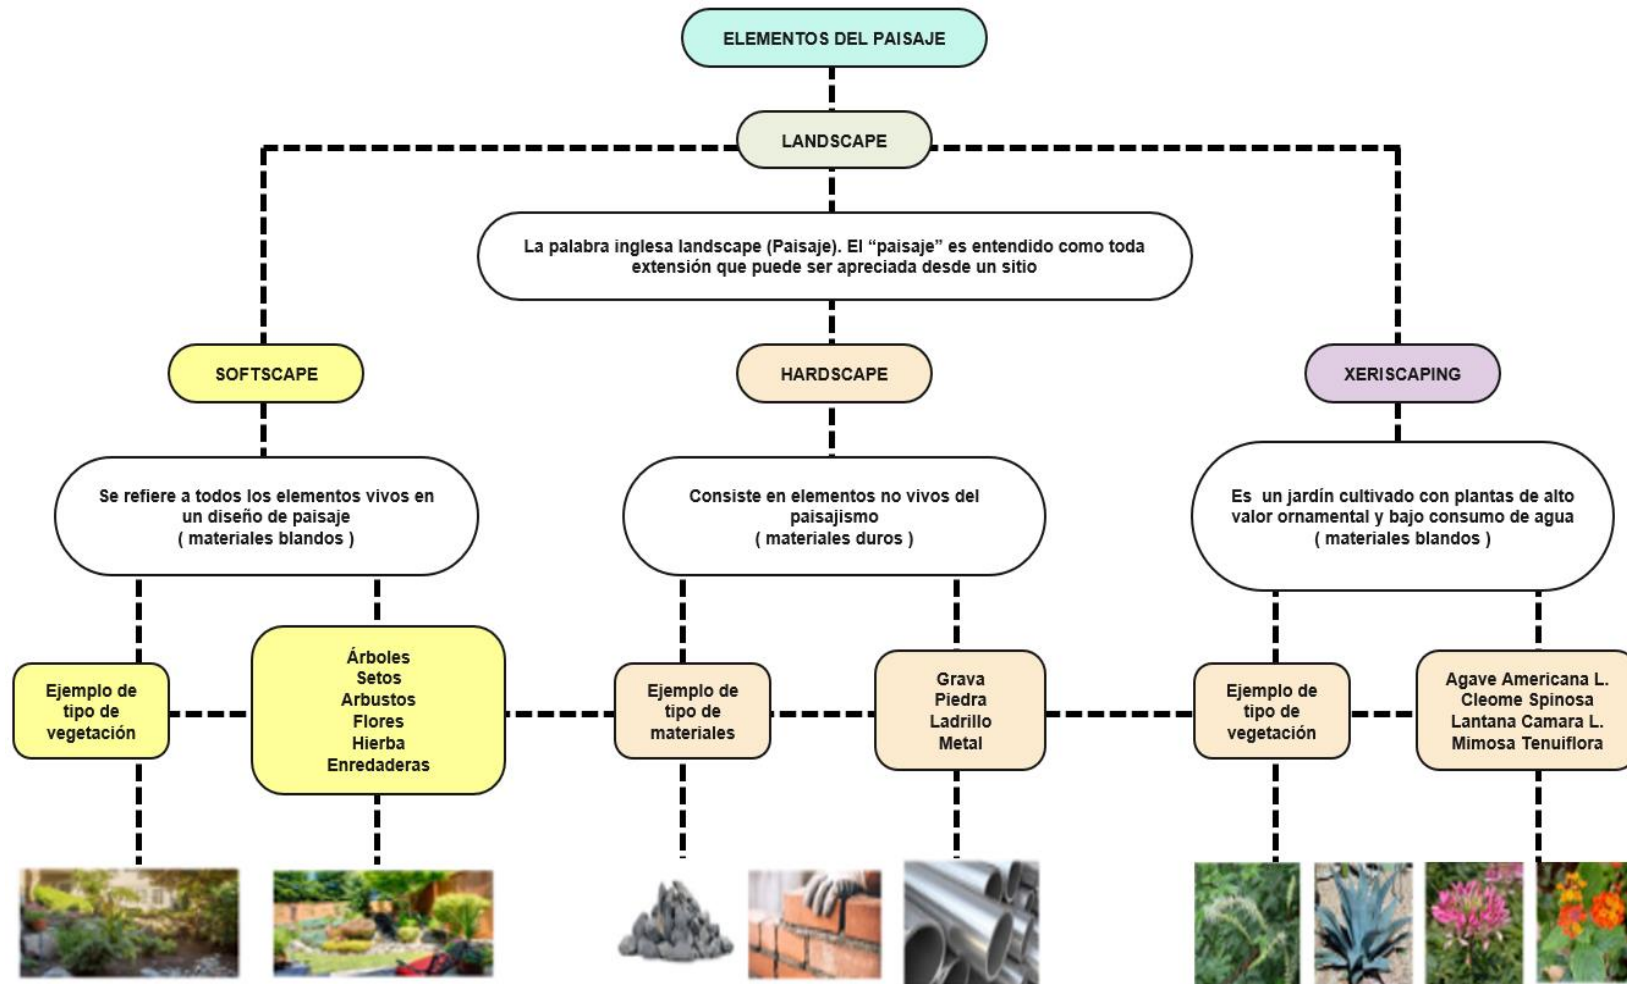 ELEMENTOS DEL PAISAJE
LANDSCAPE
La palabra inglesa landscape (Paisaje). El “paisaje” es entendido como toda
extensión que puede ser apreciada desde un sitio
SOFTSCAPE
HARDSCAPE
XERISCAPING
Se refiere a todos los elementos vivos en
un diseño de paisaje
( materiales blandos )
Consiste en elementos no vivos del
paisajismo
( materiales duros )
Es  un jardín cultivado con plantas de alto
valor ornamental y bajo consumo de agua
( materiales blandos )
Ejemplo de
tipo de
vegetación
Árboles
Setos
Arbustos
Flores
Hierba
Enredaderas
Ejemplo de
tipo de
materiales
Grava
Piedra
Ladrillo
Metal
Ejemplo de
tipo de
vegetación
Agave Americana L.
Cleome Spinosa
Lantana Camara L.
Mimosa Tenuiflora